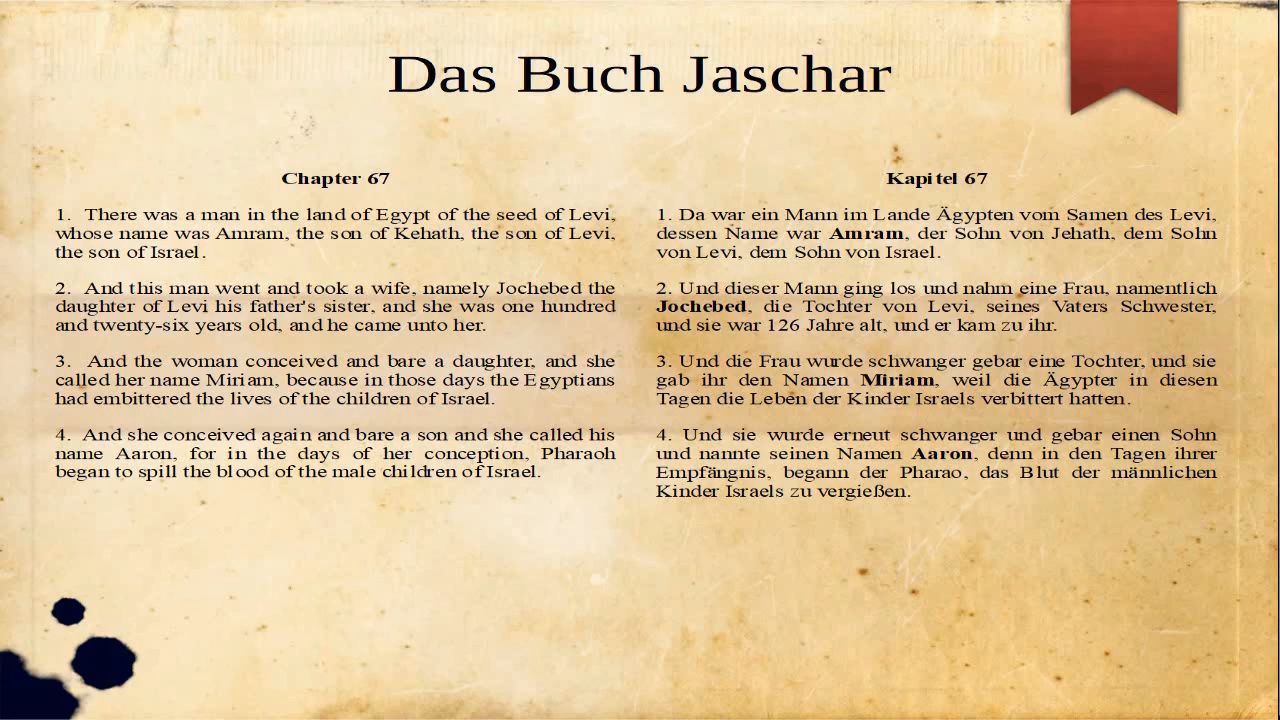 Das Buch Jaschar
Chapter 67
1. There was a man in the land of Egypt of the seed of Levi,
whose name was Amram, the son of Kehath, the son of Levi,
the son of Israel.
2. And this man went and took a wife, namely Jochebed the
daughter of Levi his father's sister, and she was one hundred
and twenty-six years old, and he came unto her.
3. And the woman conceived and bare a daughter, and she
called her name Miriam, because in those days the Egyptians
had embittered the lives of the children of Israel.
4. And she conceived again and bare a son and she called his
name Aaron, for in the days of her conception, Pharaoh
began to spill the blood of the male children of Israel.
Kapitel 67
1. Da war ein Mann im Lande Ägypten vom Samen des Levi,
dessen Name war Amram, der Sohn von Jehath, dem Sohn
von Levi, dem Sohn von Israel.
2. Und dieser Mann ging los und nahm eine Frau, namentlich
Jochebed, die Tochter von Levi, seines Vaters Schwester,
und sie war 126 Jahre alt, und er kam zu ihr.
3. Und die Frau wurde schwanger gebar eine Tochter, und sie
gab ihr den Namen Miriam, weil die Ägypter in diesen
Tagen die Leben der Kinder Israels verbittert hatten.
4. Und sie wurde erneut schwanger und gebar einen Sohn
und nannte seinen Namen Aaron, denn in den Tagen ihrer
Empfängnis, begann der Pharao, das Blut der männlichen
Kinder Israels zu vergießen.